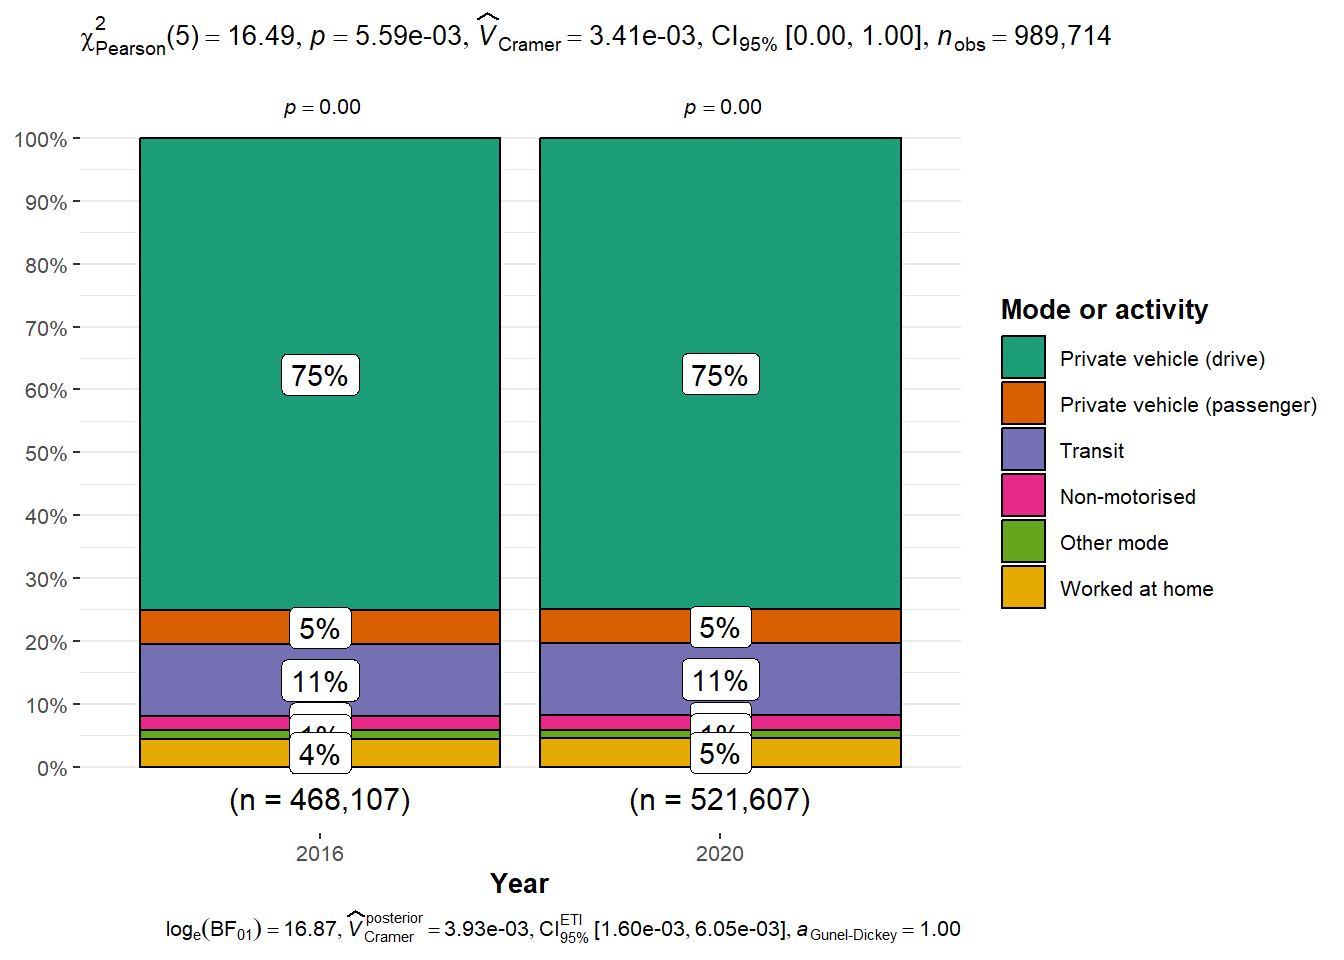 χ²Pearson(5) = 16.49, p = 5.59e-03, V̂Cramer = 3.41e-03, CI95% [0.00, 1.00], nobs = 989,714
p = 0.00
p = 0.00
100%
90%
80%
70%
60%
50%
40%
30%
20%
10%
0%
75%
5%
11%
4%
75%
5%
11%
5%
(n = 468,107)
(n = 521,607)
2016
2020
Year
Mode or activity
Private vehicle (drive)
Private vehicle (passenger)
Transit
Non-motorised
Other mode
Worked at home
loge(BF01) = 16.87, V̂Cramer posterior = 3.93e-03, CI95% ETI [1.60e-03, 6.05e-03], aGunel-Dickey = 1.00